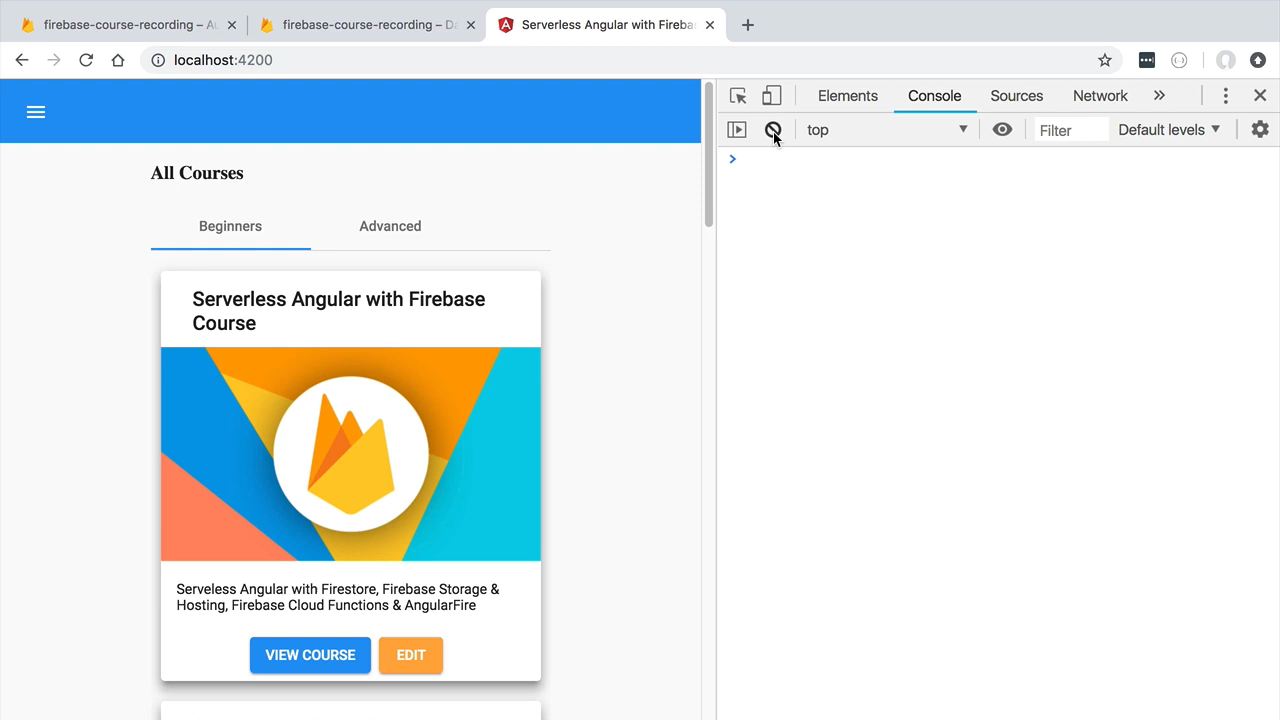 firebase-course-recording – Au
firebase-course-recording – Da
Serverless Angular with Fireba
localhost:4200
Elements
Console
Sources
Network
top
Filter
Default levels
All Courses
Beginners
Advanced
Serverless Angular with Firebase
Course
Serveless Angular with Firestore, Firebase Storage &
Hosting, Firebase Cloud Functions & AngularFire
VIEW COURSE
EDIT